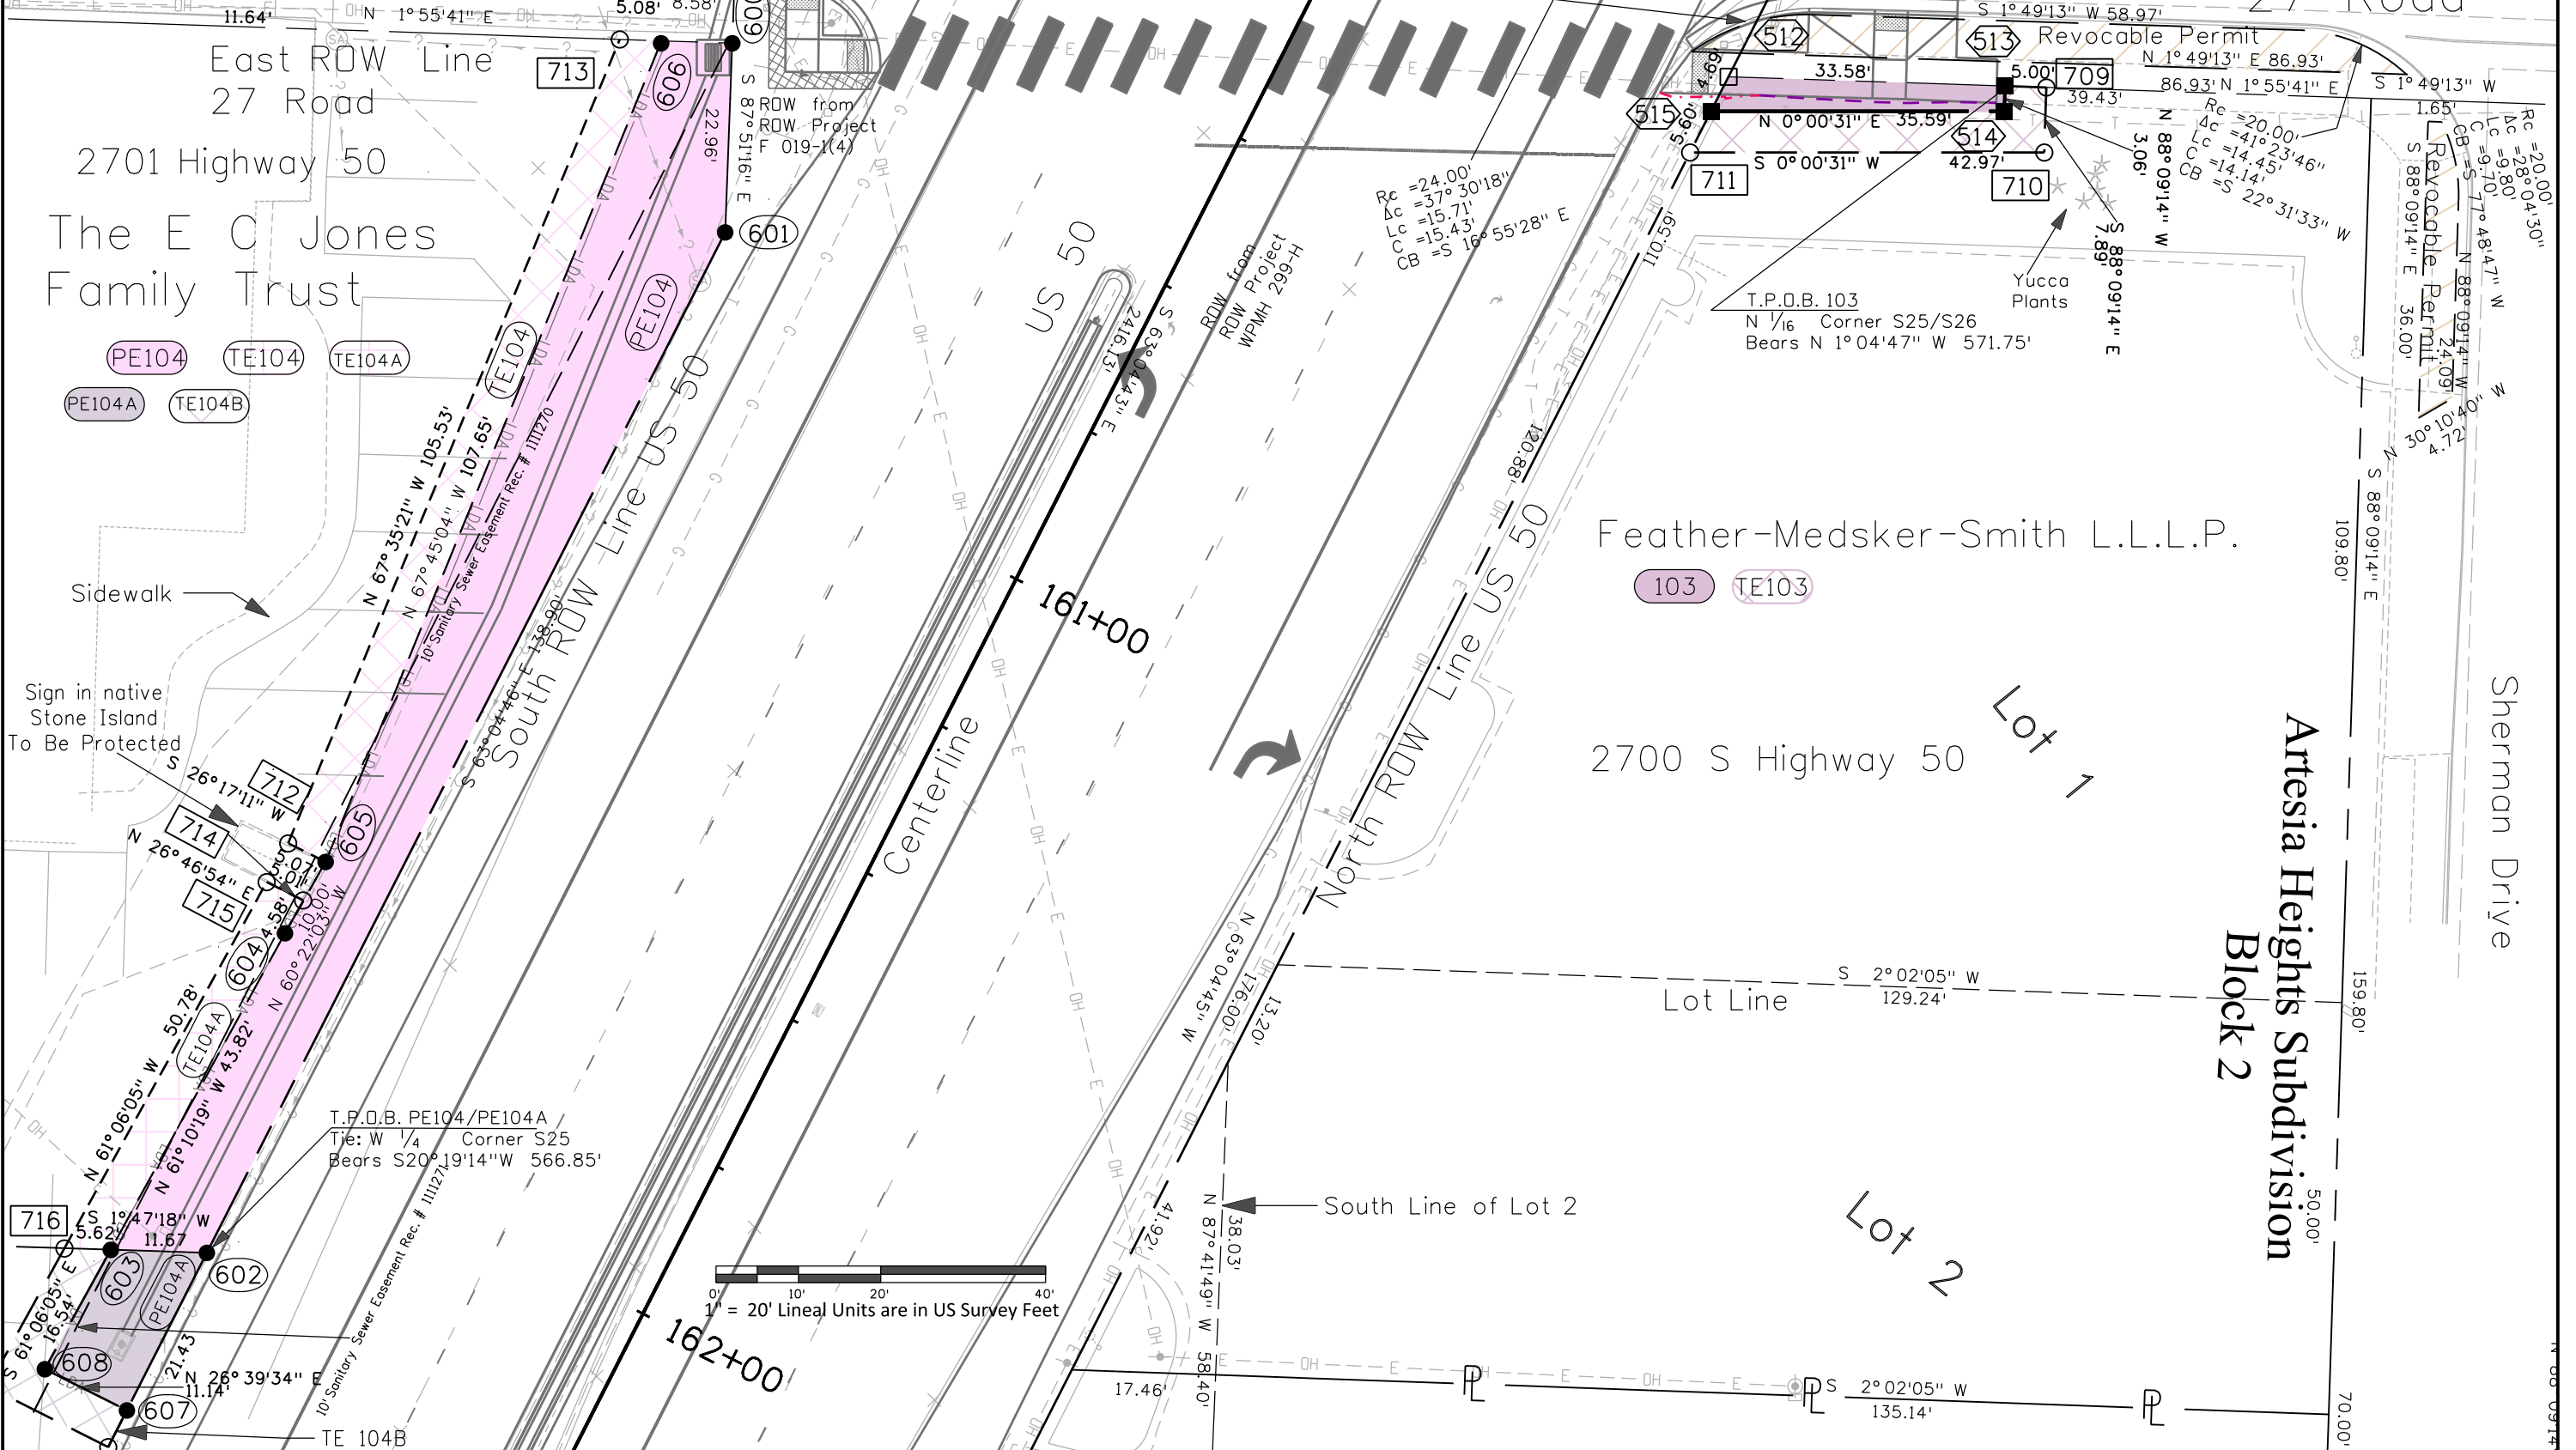 11.64'
N 1°55'41" E
5.08'
8.58'
609
East ROW Line
27 Road
2701 Highway 50
The E C Jones
Family Trust
PE104
TE104
TE104A
PE104A
TE104B
713
606
22.96'
S 87°51'16" E
ROW from
ROW Project
F 019-1(4)
601
PE104
TE104
N 67°35'21" W 105.53'
N 67°45'04" W 107.65'
10' Sanitary Sewer Easement Rec. # 1111270
S 63°04'46" E 138.90'
South ROW Line US 50
Sidewalk
Sign in native
Stone Island
To Be Protected
S 26°17'11" W
712
714
N 26°46'54" E
715
605
5.07'
5.01'
10.00'
4.58'
N 60°22'03" W
604
50.78'
N 61°06'05" W
TE104A
N 61°10'19" W 43.82'
T.P.O.B. PE104/PE104A
Tie: W 1/4 Corner S25
Bears S20°19'14"W 566.85'
716
S 1°47'18" W
5.62'
11.67
603
602
PE104A
S 61°06'05" E
16.54'
608
21.43
N 26°39'34" E
11.14'
607
TE 104B
10' Sanitary Sewer Easement Rec. # 1111271
US 50
2416.13'
S 63°04'43" E
ROW from
ROW Project
WPMH 299-H
161+00
Centerline
162+00
0' 10' 20' 40'
1" = 20' Lineal Units are in US Survey Feet
Rc =24.00'
Δc =37°30'18"
Lc =15.71'
C =15.43'
CB =S 16°55'28" E
512
513
S 1°49'13" W 58.97'
27 Road
Revocable Permit
N 1°49'13" E 86.93'
86.93' N 1°55'41" E
S 1°49'13" W
1.65'
4.69'
33.58'
5.00'
709
39.43'
515
5.60'
N 0°00'31" E 35.59'
514
S 0°00'31" W
42.97'
711
710
3.06'
N 88°09'14" W
S 88°09'14" E
7.89'
Rc =20.00'
Δc =41°23'46"
Lc =14.45'
C =14.14'
CB =S 22°31'33" W
Rc =20.00'
Δc =28°04'30"
Lc =9.80'
C =9.70'
CB =S 77°48'47" W
Revocable Permit
S 88°09'14" E 36.00'
N 88°09'14" W
24.09'
N 30°10'40" W
4.72'
Yucca
Plants
T.P.O.B. 103
N 1/16 Corner S25/S26
Bears N 1°04'47" W 571.75'
110.59'
120.88'
North ROW Line US 50
Feather-Medsker-Smith L.L.L.P.
103
TE103
2700 S Highway 50
Lot 1
109.80'
S 88°09'14" E
Sherman Drive
Artesia Heights Subdivision
Block 2
N 63°04'45" W
176.00'
13.20'
S 2°02'05" W
129.24'
Lot Line
159.80'
41.92'
N 87°41'49" W 58.40'
38.03'
South Line of Lot 2
Lot 2
50.00'
17.46'
PL
PL
S 2°02'05" W
135.14'
PL
70.00'